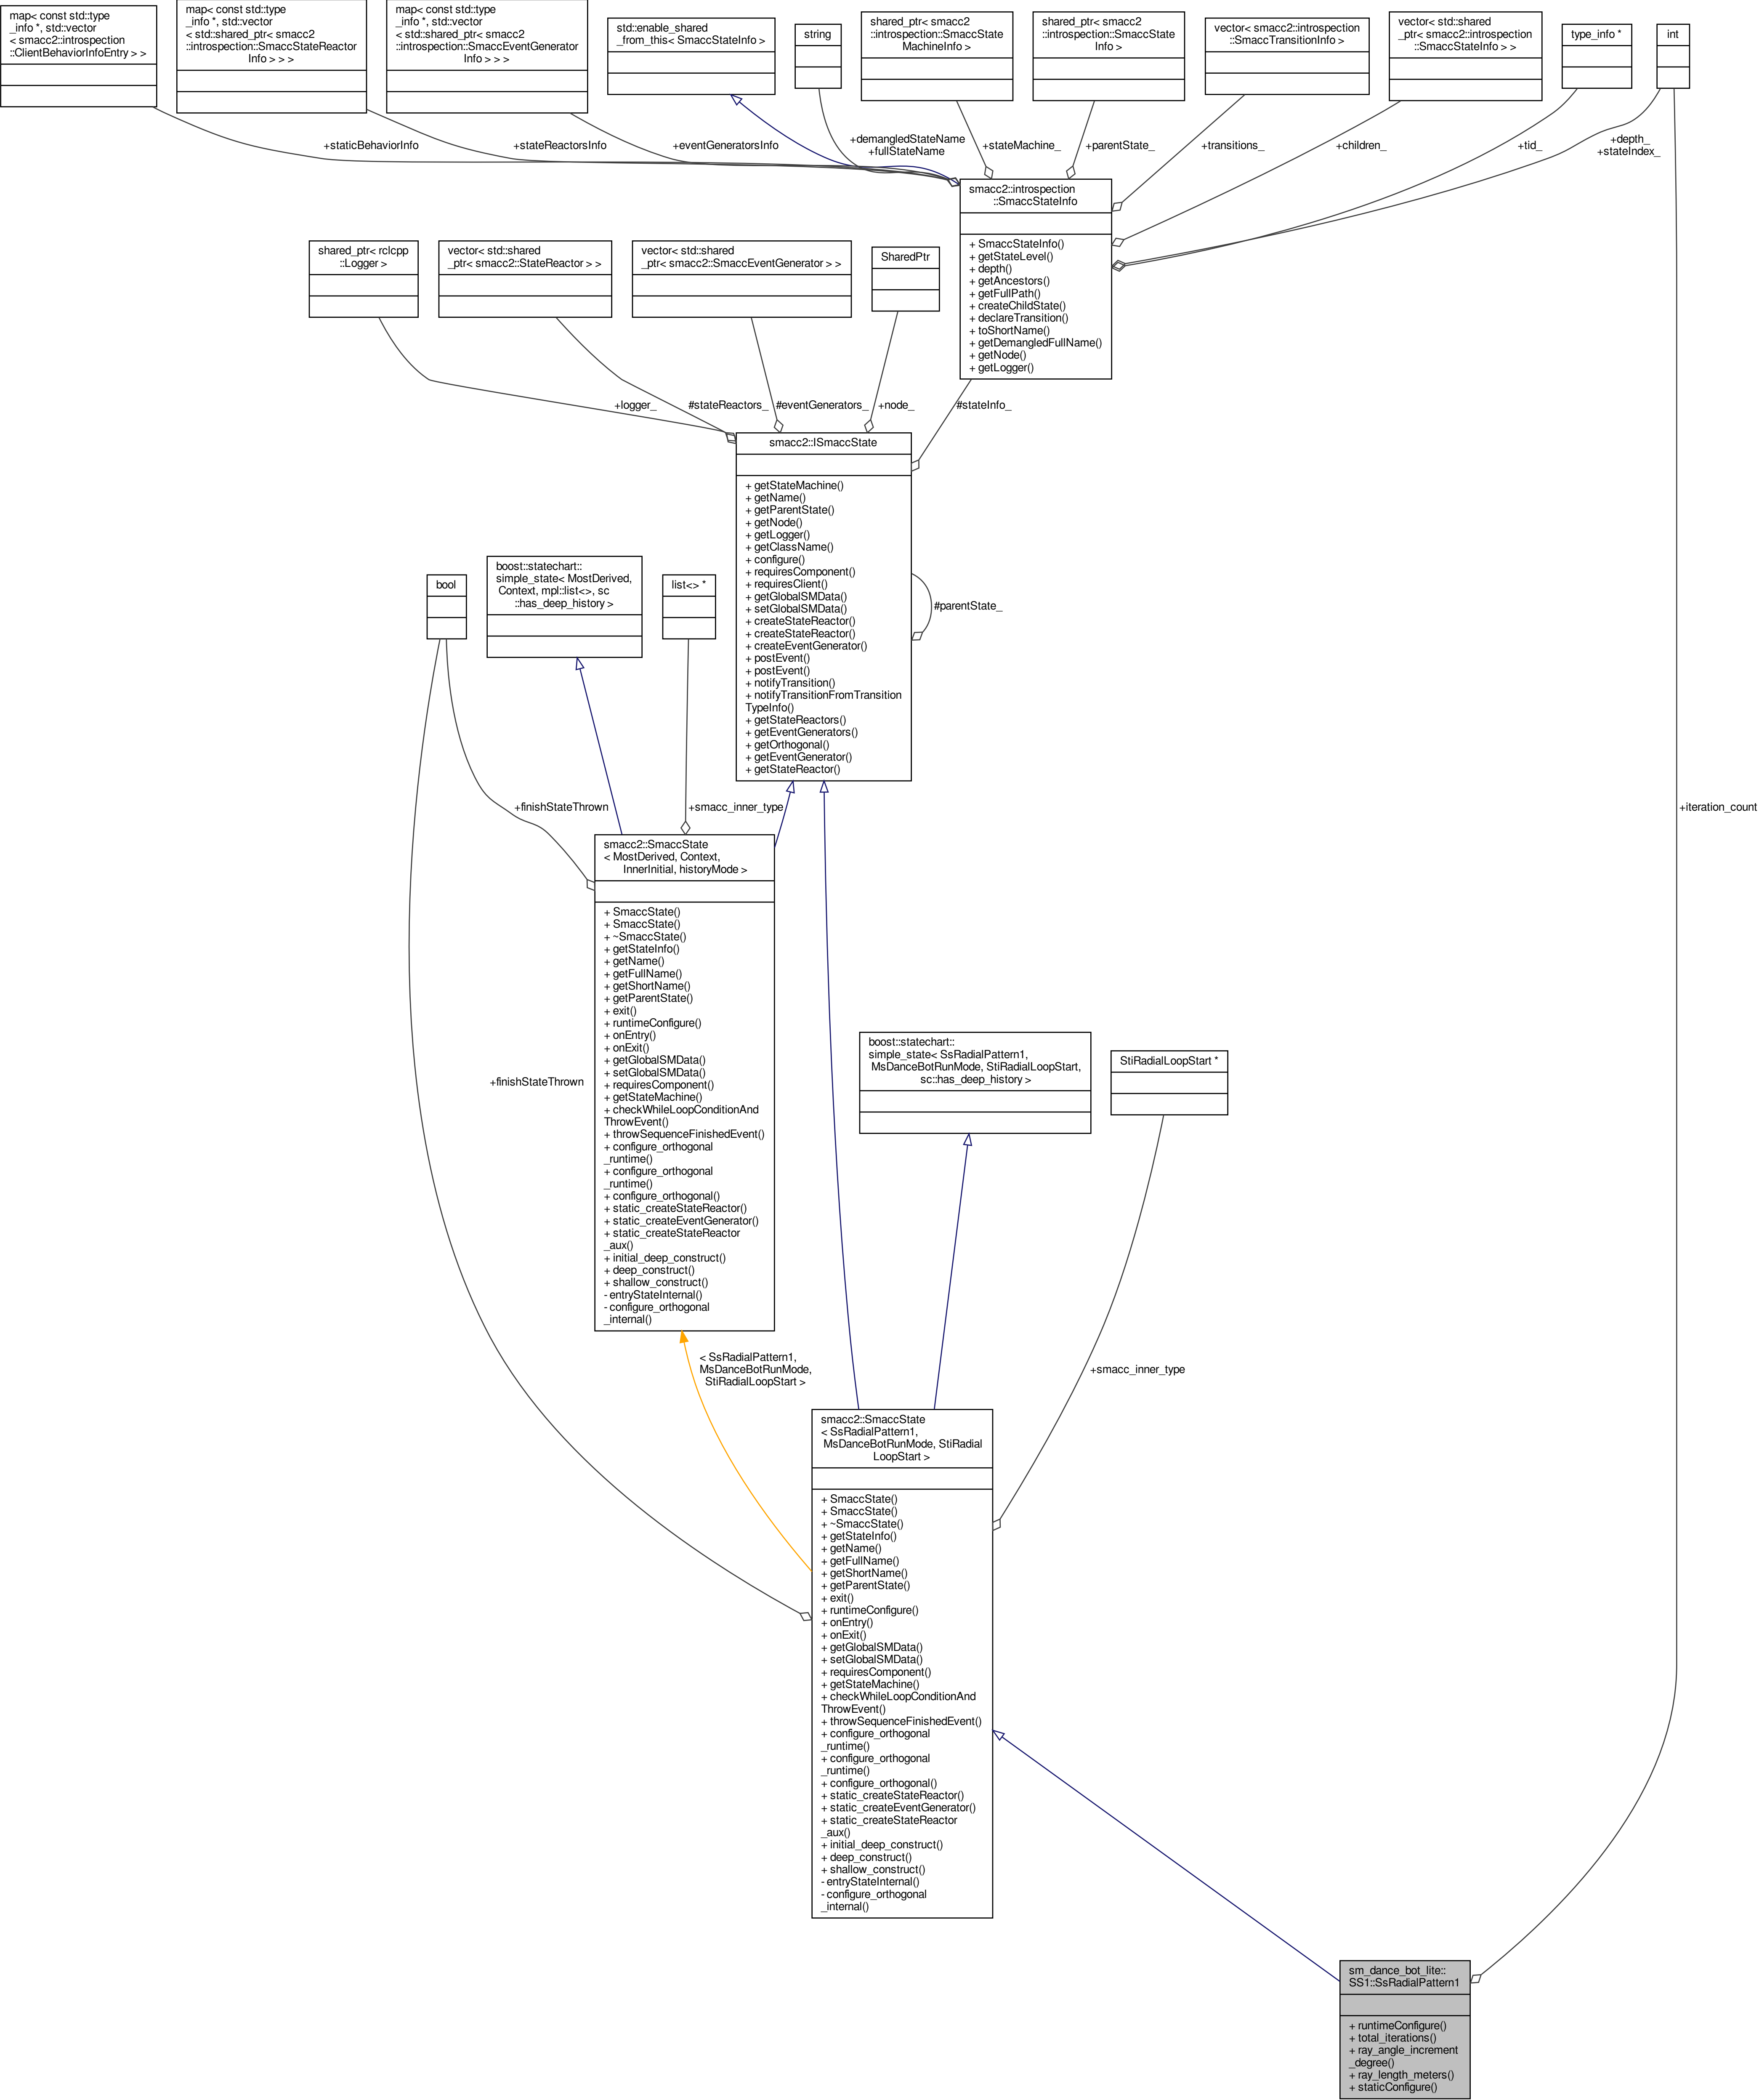 map< const std::type
_info *, std::vector
< smacc2::introspection
::ClientBehaviorInfoEntry > >
map< const std::type
_info *, std::vector
< std::shared_ptr< smacc2
::introspection::SmaccStateReactor
Info > > >
map< const std::type
_info *, std::vector
< std::shared_ptr< smacc2
::introspection::SmaccEventGenerator
Info > > >
std::enable_shared
_from_this< SmaccStateInfo >
string
shared_ptr< smacc2
::introspection::SmaccState
MachineInfo >
shared_ptr< smacc2
::introspection::SmaccState
Info >
vector< smacc2::introspection
::SmaccTransitionInfo >
vector< std::shared
_ptr< smacc2::introspection
::SmaccStateInfo > >
type_info *
int
+staticBehaviorInfo
+stateReactorsInfo
+eventGeneratorsInfo
+demangledStateName
+fullStateName
+stateMachine_
+parentState_
+transitions_
+children_
+tid_
+depth_
+stateIndex_
smacc2::introspection
::SmaccStateInfo
+ SmaccStateInfo()
+ getStateLevel()
+ depth()
+ getAncestors()
+ getFullPath()
+ createChildState()
+ declareTransition()
+ toShortName()
+ getDemangledFullName()
+ getNode()
+ getLogger()
shared_ptr< rclcpp
::Logger >
vector< std::shared
_ptr< smacc2::StateReactor > >
vector< std::shared
_ptr< smacc2::SmaccEventGenerator > >
SharedPtr
+logger_
#stateReactors_
#eventGenerators_
+node_
#stateInfo_
smacc2::ISmaccState
+ getStateMachine()
+ getName()
+ getParentState()
+ getNode()
+ getLogger()
+ getClassName()
+ configure()
+ requiresComponent()
+ requiresClient()
+ getGlobalSMData()
+ setGlobalSMData()
+ createStateReactor()
+ createStateReactor()
+ createEventGenerator()
+ postEvent()
+ postEvent()
+ notifyTransition()
+ notifyTransitionFromTransition
TypeInfo()
+ getStateReactors()
+ getEventGenerators()
+ getOrthogonal()
+ getEventGenerator()
+ getStateReactor()
#parentState_
bool
boost::statechart::
simple_state< MostDerived,
Context, mpl::list<>, sc
::has_deep_history >
list<> *
+finishStateThrown
+smacc_inner_type
+iteration_count
smacc2::SmaccState
< MostDerived, Context,
InnerInitial, historyMode >
+ SmaccState()
+ SmaccState()
+ ~SmaccState()
+ getStateInfo()
+ getName()
+ getFullName()
+ getShortName()
+ getParentState()
+ exit()
+ runtimeConfigure()
+ onEntry()
+ onExit()
+ getGlobalSMData()
+ setGlobalSMData()
+ requiresComponent()
+ getStateMachine()
+ checkWhileLoopConditionAnd
ThrowEvent()
+ throwSequenceFinishedEvent()
+ configure_orthogonal
_runtime()
+ configure_orthogonal
_runtime()
+ configure_orthogonal()
+ static_createStateReactor()
+ static_createEventGenerator()
+ static_createStateReactor
_aux()
+ initial_deep_construct()
+ deep_construct()
+ shallow_construct()
- entryStateInternal()
- configure_orthogonal
_internal()
+finishStateThrown
boost::statechart::
simple_state< SsRadialPattern1,
MsDanceBotRunMode, StiRadialLoopStart,
sc::has_deep_history >
StiRadialLoopStart *
< SsRadialPattern1,
MsDanceBotRunMode,
StiRadialLoopStart >
+smacc_inner_type
smacc2::SmaccState
< SsRadialPattern1,
MsDanceBotRunMode, StiRadial
LoopStart >
+ SmaccState()
+ SmaccState()
+ ~SmaccState()
+ getStateInfo()
+ getName()
+ getFullName()
+ getShortName()
+ getParentState()
+ exit()
+ runtimeConfigure()
+ onEntry()
+ onExit()
+ getGlobalSMData()
+ setGlobalSMData()
+ requiresComponent()
+ getStateMachine()
+ checkWhileLoopConditionAnd
ThrowEvent()
+ throwSequenceFinishedEvent()
+ configure_orthogonal
_runtime()
+ configure_orthogonal
_runtime()
+ configure_orthogonal()
+ static_createStateReactor()
+ static_createEventGenerator()
+ static_createStateReactor
_aux()
+ initial_deep_construct()
+ deep_construct()
+ shallow_construct()
- entryStateInternal()
- configure_orthogonal
_internal()
sm_dance_bot_lite::
SS1::SsRadialPattern1
+ runtimeConfigure()
+ total_iterations()
+ ray_angle_increment
_degree()
+ ray_length_meters()
+ staticConfigure()